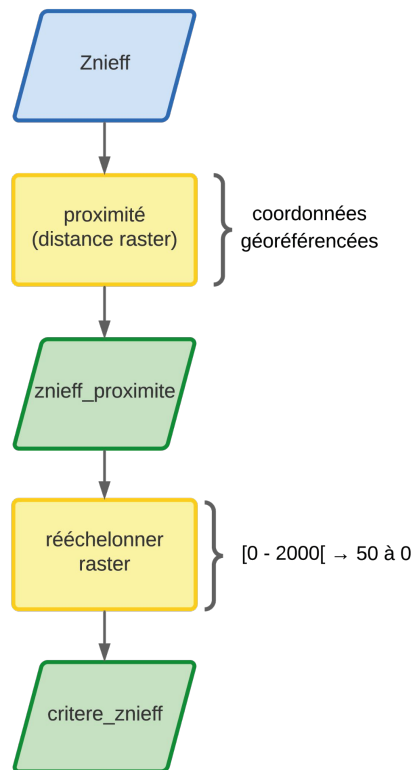 Znieff
proximité
(distance raster)
coordonnées
géoréférencées
znieff_proximite
rééchelonner
raster
[0 - 2000[ → 50 à 0
critere_znieff